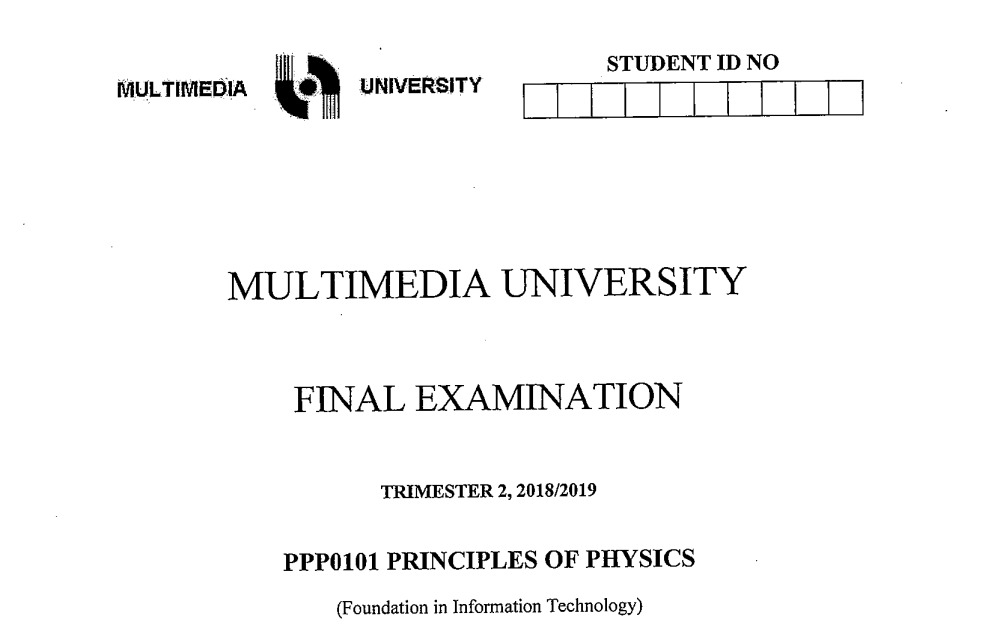 MULTIMEDIA UNIVERSITY
STUDENT ID NO
MULTIMEDIA UNIVERSITY
FINAL EXAMINATION
TRIMESTER 2, 2018/2019
PPP0101 PRINCIPLES OF PHYSICS
(Foundation in Information Technology)